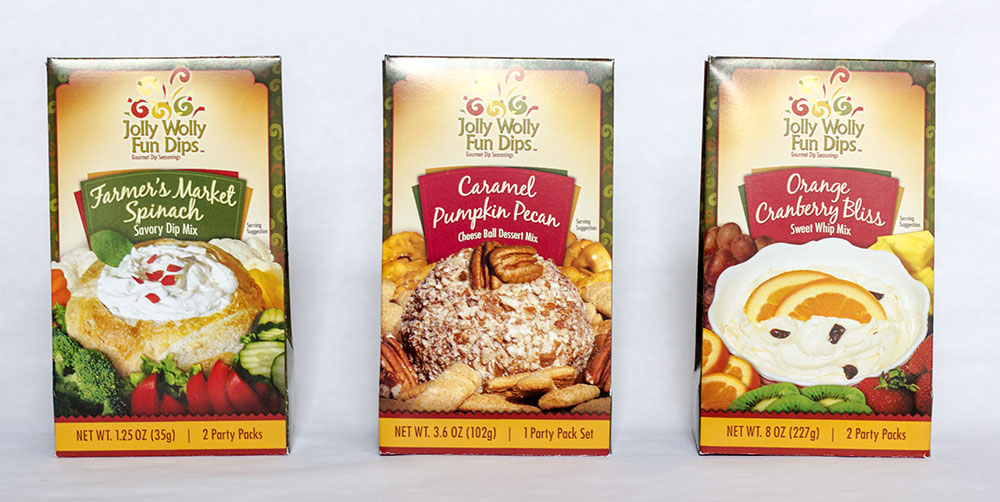 Jolly Wolly
Fun Dips™
Gourmet Dip Seasonings
Farmer's Market
Spinach
Savory Dip Mix
Serving
Suggestion
NET WT. 1.25 OZ (35g) | 2 Party Packs
Jolly Wolly
Fun Dips™
Gourmet Dip Seasonings
Caramel
Pumpkin Pecan
Cheese Ball Dessert Mix
Serving
Suggestion
NET WT. 3.6 OZ (102g) | 1 Party Pack Set
Jolly Wolly
Fun Dips™
Gourmet Dip Seasonings
Orange
Cranberry Bliss
Sweet Whip Mix
Serving
Suggestion
NET WT. 8 OZ (227g) | 2 Party Packs